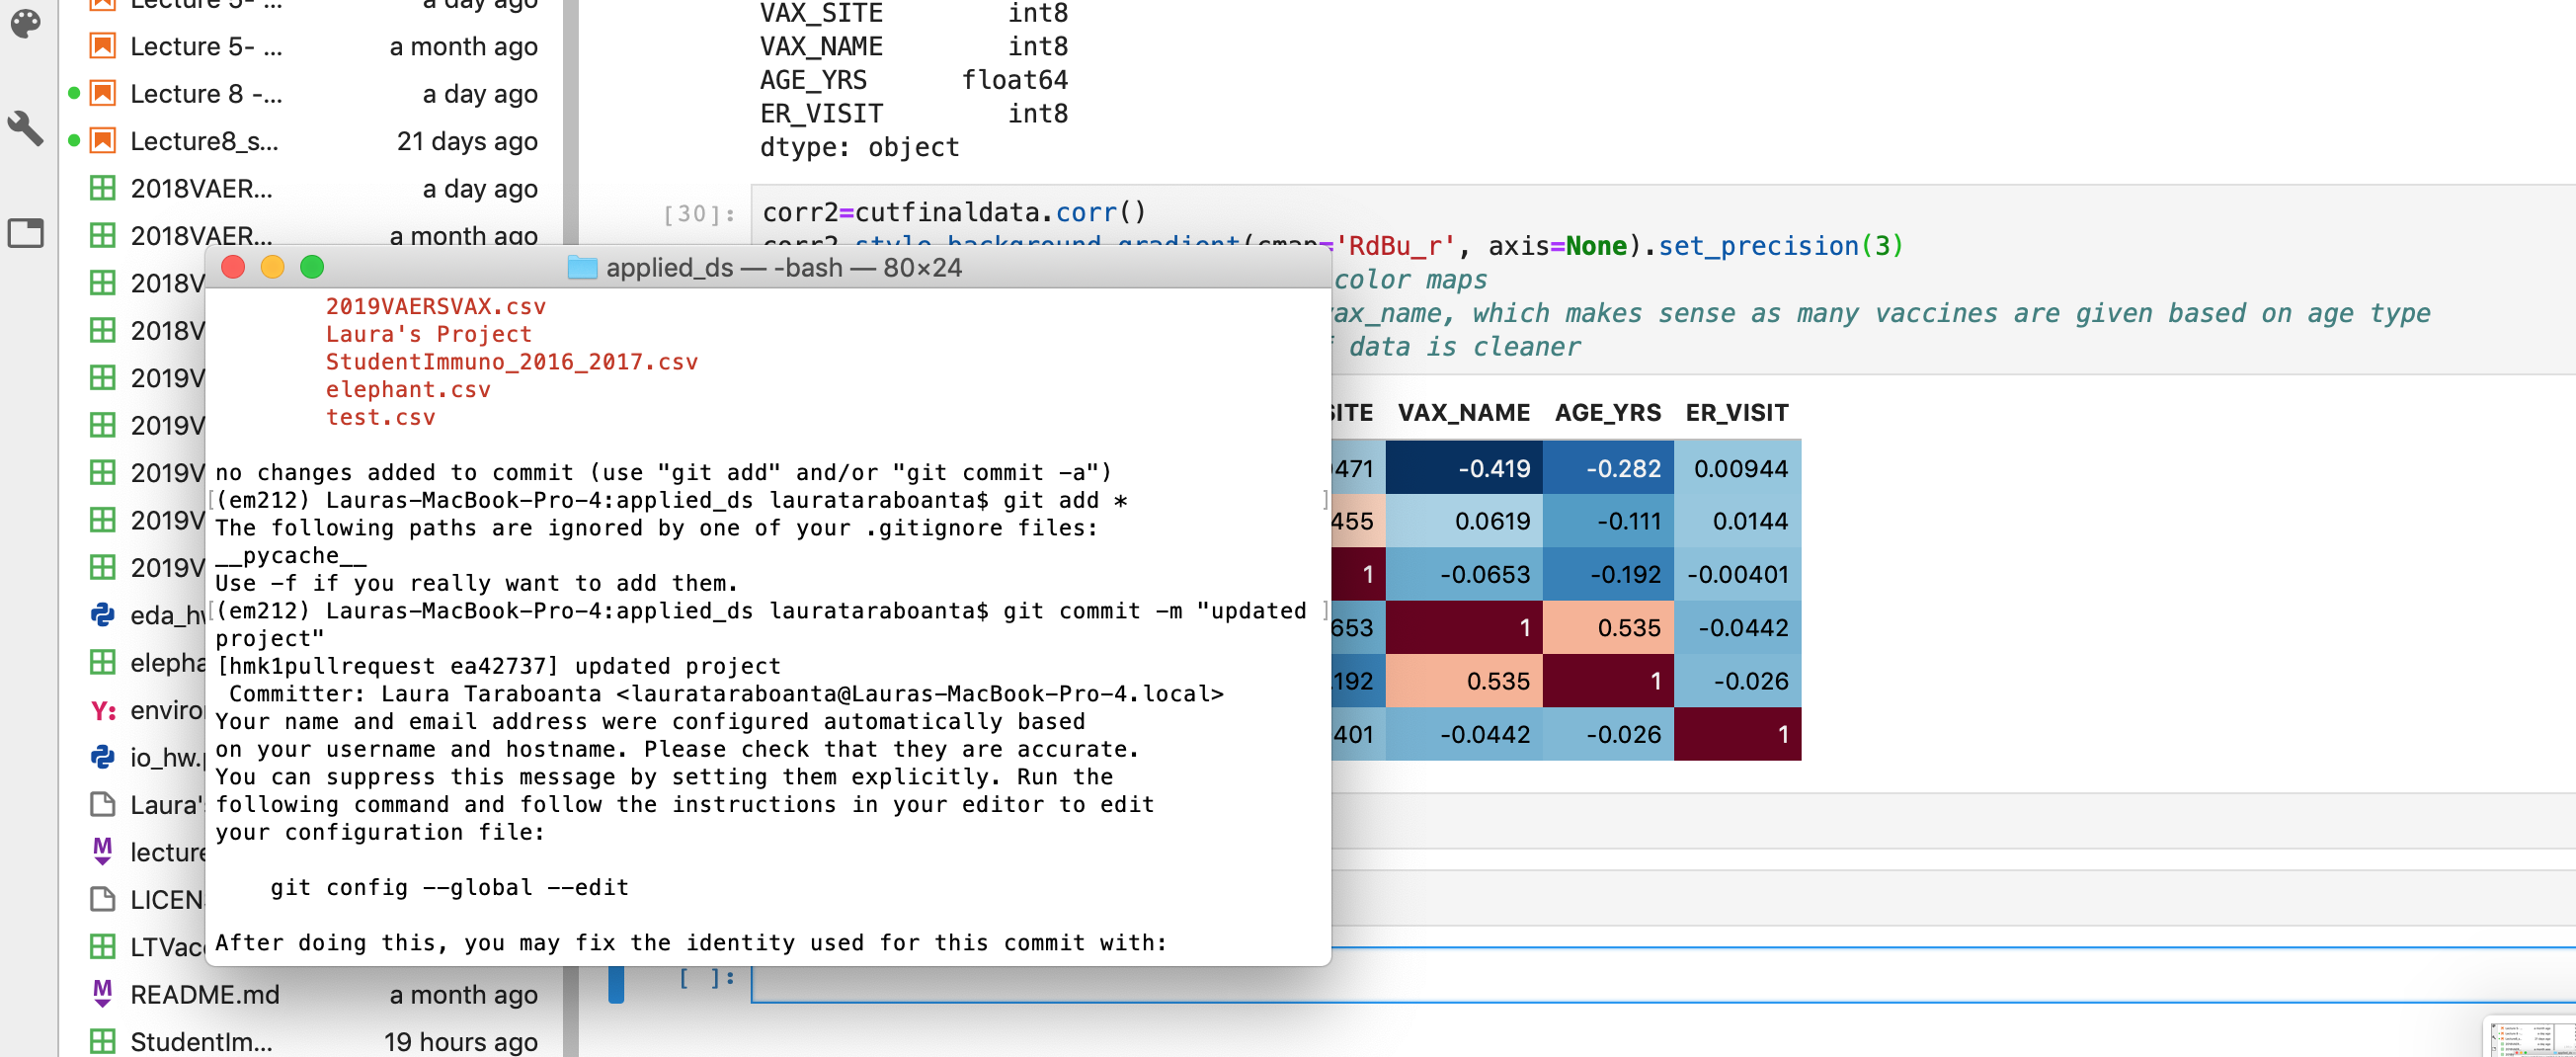 Lecture 5- ... a day ago
Lecture 5- ... a month ago
Lecture 8 -... a day ago
Lecture8_s... 21 days ago
2018VAER... a day ago
2018VAER... a month ago
2018V
2018V
2019V
2019V
2019V
2019V
2019V
eda_hw
elepha
Y: enviro
io_hw.p
Laura's
M lecture
LICEN
LTVac
M README.md a month ago
StudentIm... 19 hours ago
VAX_SITE int8
VAX_NAME int8
AGE_YRS float64
ER_VISIT int8
dtype: object
[30]: corr2=cutfinaldata.corr()
corr2.style.background_gradient(cmap='RdBu_r', axis=None).set_precision(3)
color maps
vax_name, which makes sense as many vaccines are given based on age type
f data is cleaner
SITE VAX_NAME AGE_YRS ER_VISIT
0471 -0.419 -0.282 0.00944
455 0.0619 -0.111 0.0144
1 -0.0653 -0.192 -0.00401
653 1 0.535 -0.0442
.192 0.535 1 -0.026
401 -0.0442 -0.026 1
[ ]:
applied_ds — -bash — 80×24
2019VAERSVAX.csv
Laura's Project
StudentImmuno_2016_2017.csv
elephant.csv
test.csv
no changes added to commit (use "git add" and/or "git commit -a")
[(em212) Lauras-MacBook-Pro-4:applied_ds laurataraboanta$ git add * ]
The following paths are ignored by one of your .gitignore files:
__pycache__
Use -f if you really want to add them.
[(em212) Lauras-MacBook-Pro-4:applied_ds laurataraboanta$ git commit -m "updated ]
project"
[hmk1pullrequest ea42737] updated project
Committer: Laura Taraboanta <laurataraboanta@Lauras-MacBook-Pro-4.local>
Your name and email address were configured automatically based
on your username and hostname. Please check that they are accurate.
You can suppress this message by setting them explicitly. Run the
following command and follow the instructions in your editor to edit
your configuration file:
git config --global --edit
After doing this, you may fix the identity used for this commit with: